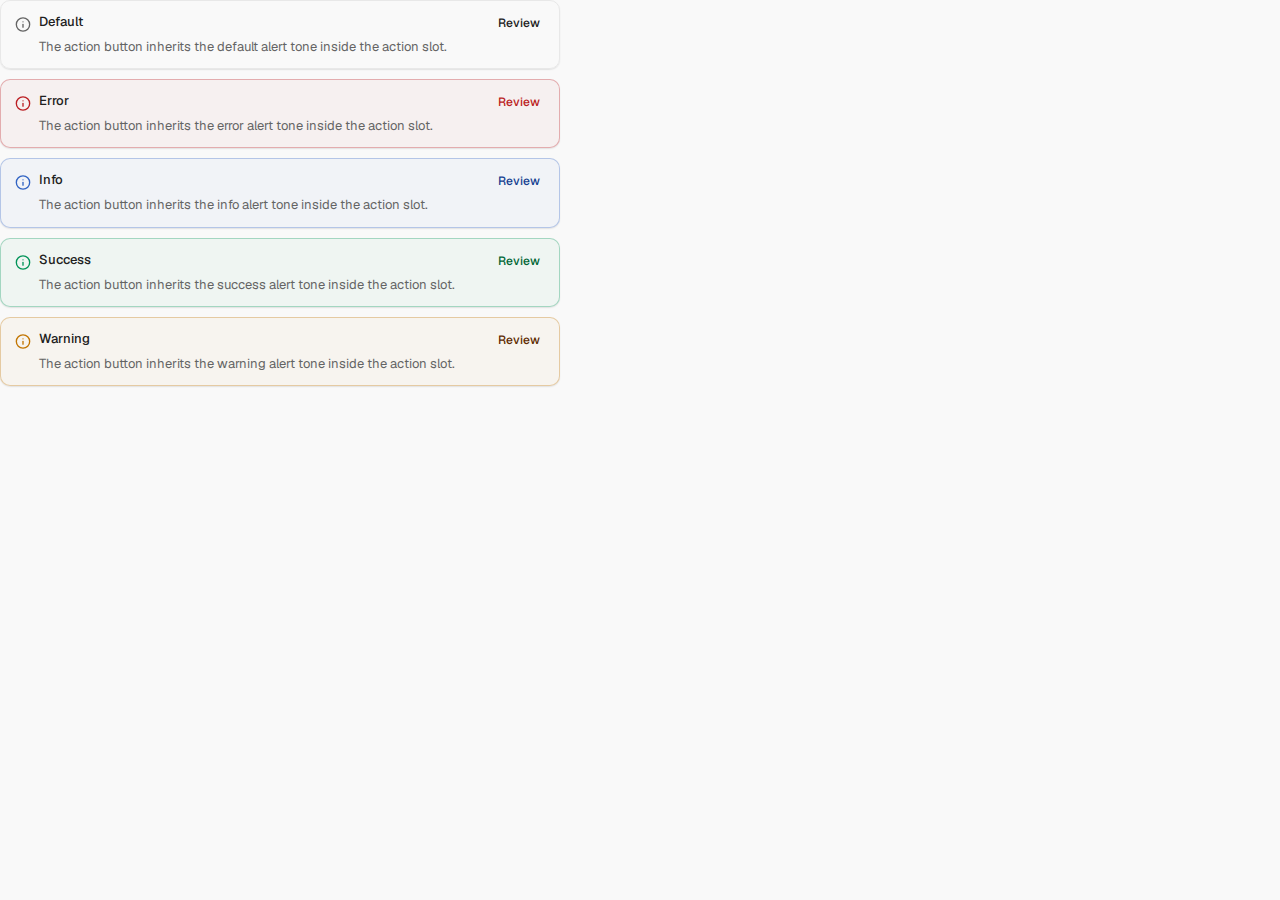 Default
Review
The action button inherits the default alert tone inside the action slot.
Error
Review
The action button inherits the error alert tone inside the action slot.
Info
Review
The action button inherits the info alert tone inside the action slot.
Success
Review
The action button inherits the success alert tone inside the action slot.
Warning
Review
The action button inherits the warning alert tone inside the action slot.